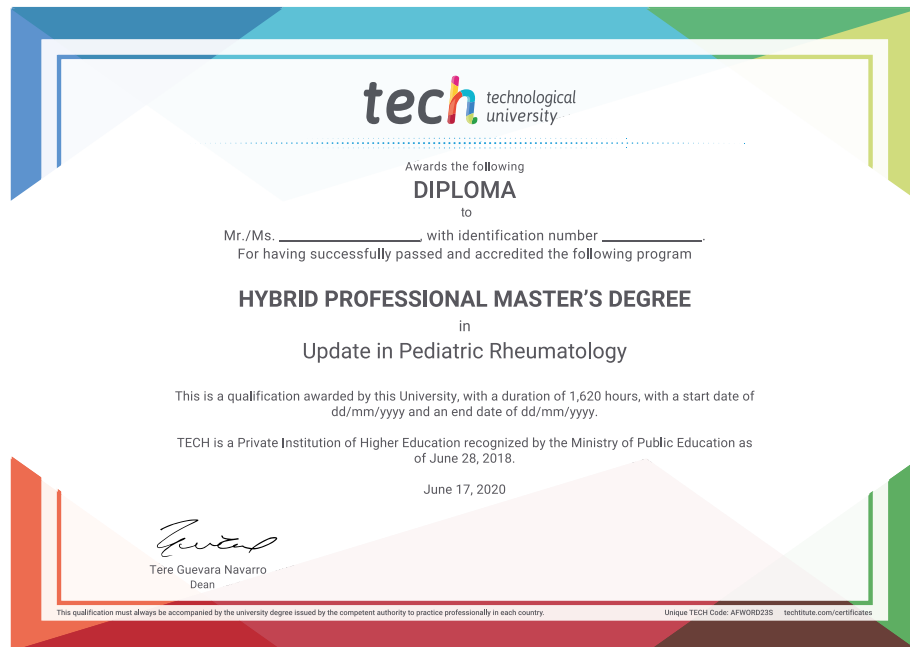 tech technological
university
Awards the following
DIPLOMA
to
Mr./Ms. ____________________, with identification number ______________.
For having successfully passed and accredited the following program
HYBRID PROFESSIONAL MASTER'S DEGREE
in
Update in Pediatric Rheumatology
This is a qualification awarded by this University, with a duration of 1,620 hours, with a start date of
dd/mm/yyyy and an end date of dd/mm/yyyy.
TECH is a Private Institution of Higher Education recognized by the Ministry of Public Education as
of June 28, 2018.
June 17, 2020
Tere Guevara Navarro
Dean
This qualification must always be accompanied by the university degree issued by the competent authority to practice professionally in each country.
Unique TECH Code: AFWORD23S techtitute.com/certificates